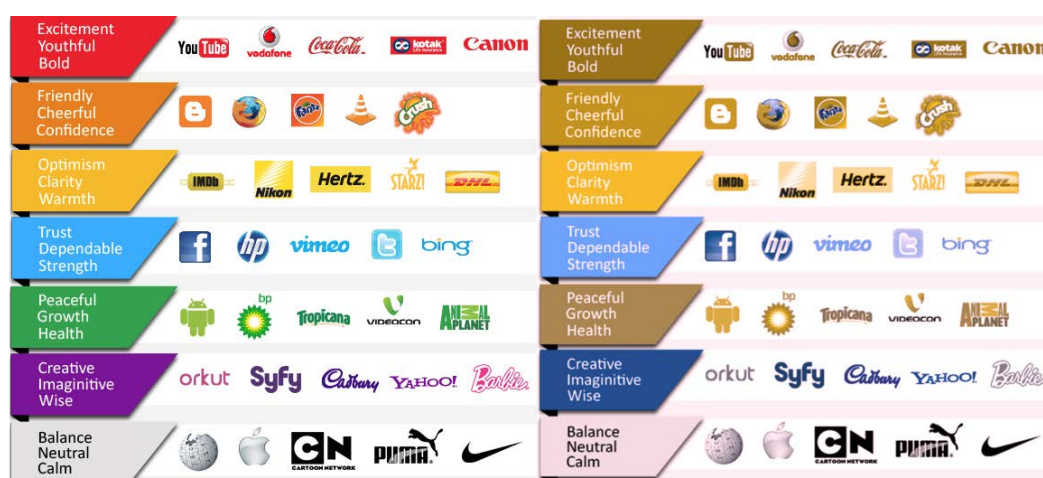 Excitement
Youthful
Bold
YouTube
vodafone
Coca-Cola
kotak
Life Insurance
Canon
Friendly
Cheerful
Confidence
Fanta
Crush
Optimism
Clarity
Warmth
IMDb
Nikon
Hertz.
STARZ!
DHL
Trust
Dependable
Strength
f
hp
vimeo
t
bing
Peaceful
Growth
Health
bp
Tropicana
VIDEOCON
ANIMAL
PLANET
Creative
Imaginitive
Wise
orkut
Syfy
Cadbury
YAHOO!
Barbie
Balance
Neutral
Calm
CN
CARTOON NETWORK
PUMA
Excitement
Youthful
Bold
YouTube
vodafone
Coca-Cola
kotak
Life Insurance
Canon
Friendly
Cheerful
Confidence
Fanta
Crush
Optimism
Clarity
Warmth
IMDb
Nikon
Hertz.
STARZ!
DHL
Trust
Dependable
Strength
f
hp
vimeo
t
bing
Peaceful
Growth
Health
bp
Tropicana
VIDEOCON
ANIMAL
PLANET
Creative
Imaginitive
Wise
orkut
Syfy
Cadbury
YAHOO!
Barbie
Balance
Neutral
Calm
CN
CARTOON NETWORK
PUMA